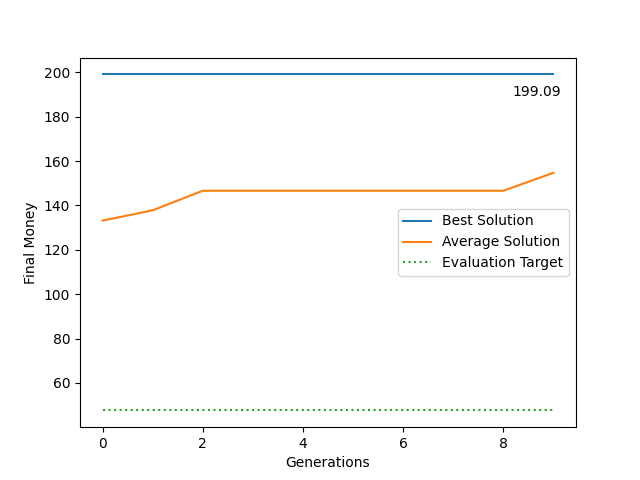 200
180
160
140
120
100
80
60
Final Money
199.09
Best Solution
Average Solution
Evaluation Target
0 2 4 6 8
Generations